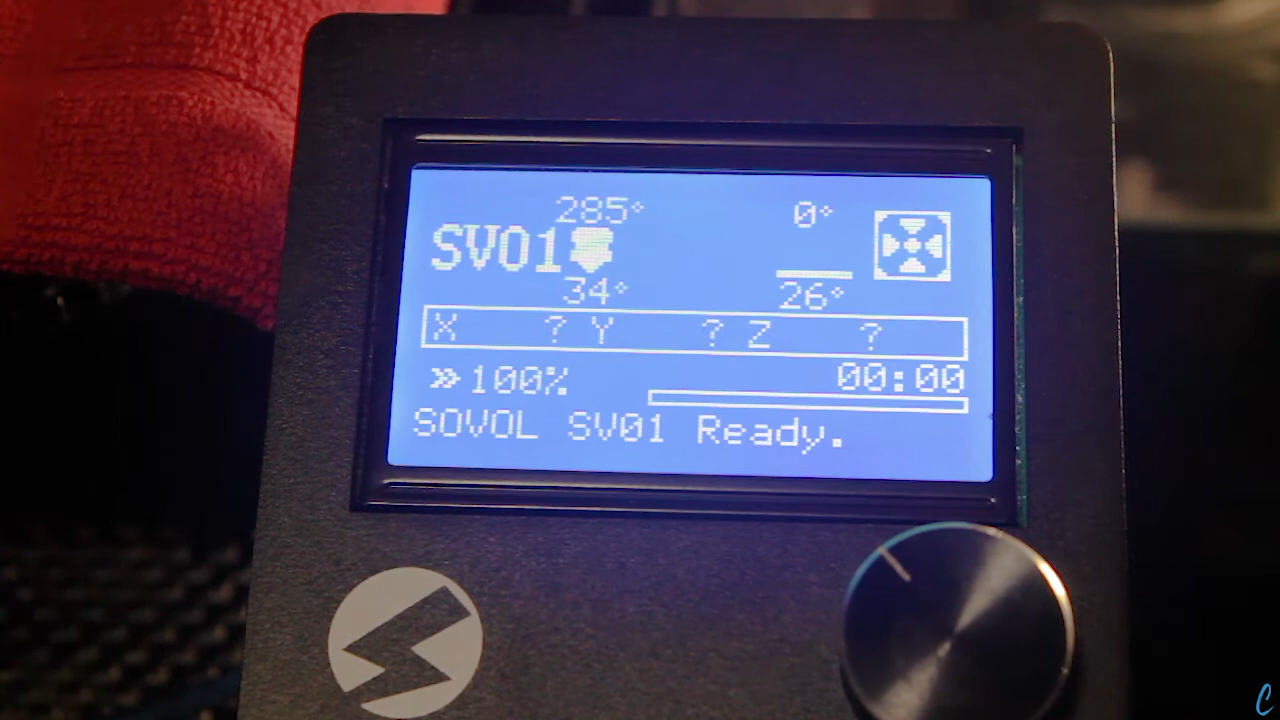 285° 0°
SV01
34° 26°
X ? Y ? Z ?
»100% 00:00
SOVOL SV01 Ready.
C